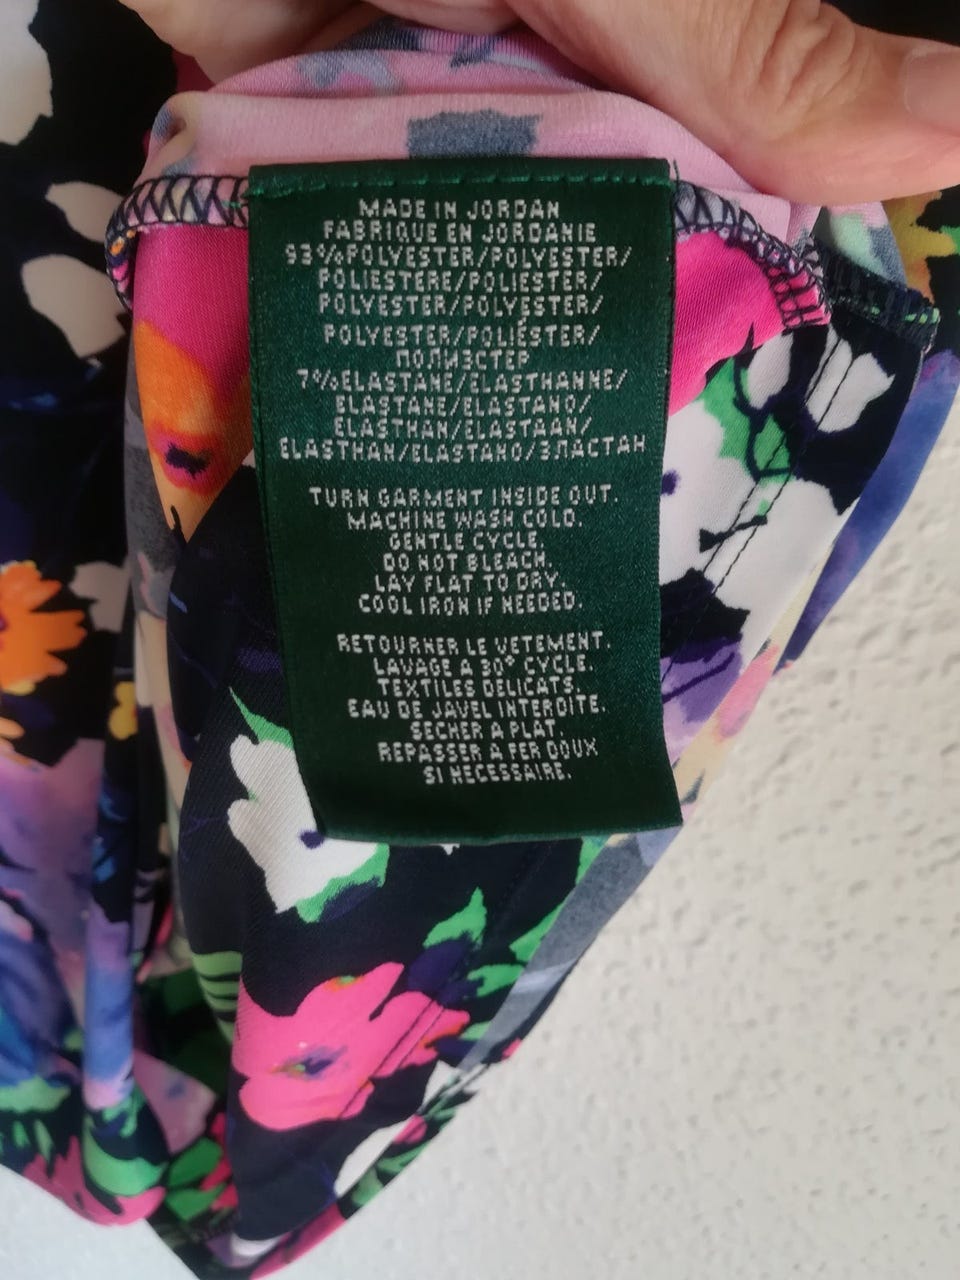 MADE IN JORDAN
FABRIQUE EN JORDANIE
93%POLYESTER/POLYESTER/
POLIESTERE/POLIESTER/
POLYESTER/POLYESTER/
POLYESTER/POLIÉSTER/
ПОЛИЭСТЕР
7%ELASTANE/ELASTHANNE/
ELASTANE/ELASTANO/
ELASTHAN/ELASTAAN/
ELASTHAN/ELASTANO/ЭЛАСТАН
TURN GARMENT INSIDE OUT.
MACHINE WASH COLD.
GENTLE CYCLE.
DO NOT BLEACH.
LAY FLAT TO DRY.
COOL IRON IF NEEDED.
RETOURNER LE VETEMENT.
LAVAGE A 30° CYCLE.
TEXTILES DELICATS.
EAU DE JAVEL INTERDITE.
SECHER A PLAT.
REPASSER A FER DOUX
SI NECESSAIRE.